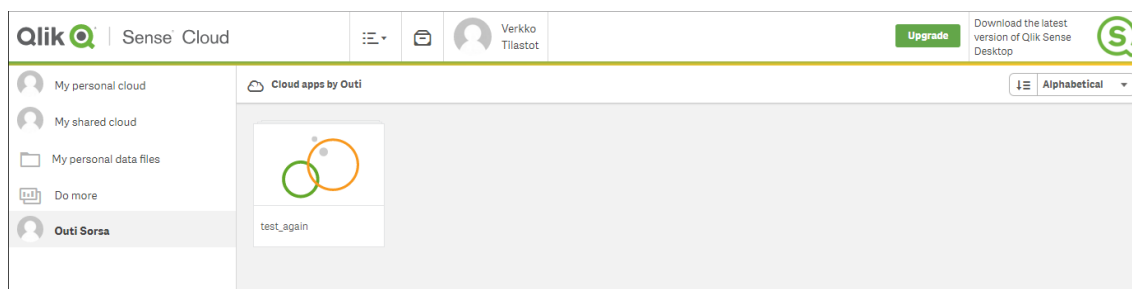 Qlik Q Sense® Cloud
Verkko
Tilastot
Upgrade
Download the latest
version of Qlik Sense
Desktop
S
My personal cloud
Cloud apps by Outi
Alphabetical
My shared cloud
My personal data files
Do more
Outi Sorsa
test_again